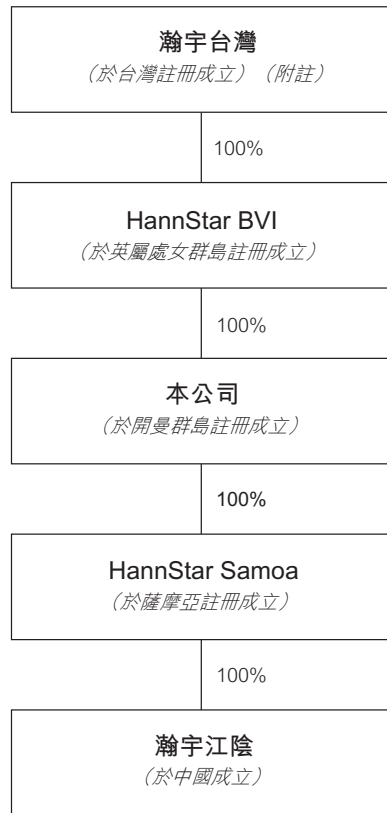 瀚宇台灣
（於台灣註冊成立）（附註）
100%
HannStar BVI
（於英屬處女群島註冊成立）
100%
本公司
（於開曼群島註冊成立）
100%
HannStar Samoa
（於薩摩亞註冊成立）
100%
瀚宇江陰
（於中國成立）